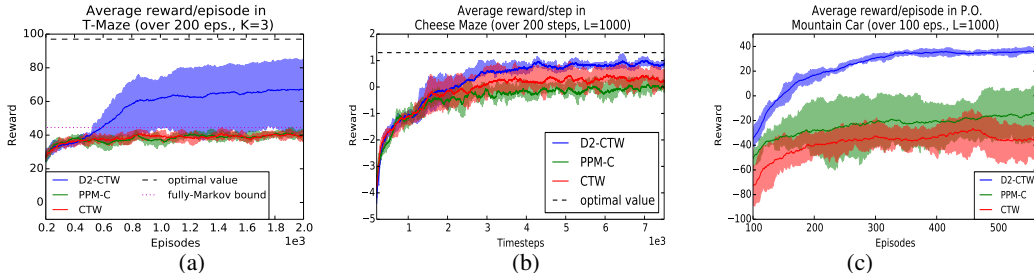 Average reward/episode in
T-Maze (over 200 eps., K=3)
100
80
60
40
20
0
Reward
D2-CTW
PPM-C
CTW
optimal value
fully-Markov bound
0.2 0.4 0.6 0.8 1.0 1.2 1.4 1.6 1.8 2.0
1e3
Episodes
(a)
Average reward/step in
Cheese Maze (over 200 steps, L=1000)
2
1
0
−1
−2
−3
−4
−5
Reward
D2-CTW
PPM-C
CTW
optimal value
1 2 3 4 5 6 7
1e3
Timesteps
(b)
Average reward/episode in P.O.
Mountain Car (over 100 eps., L=1000)
40
20
0
−20
−40
−60
−80
−100
Reward
D2-CTW
PPM-C
CTW
100 200 300 400 500
Episodes
(c)